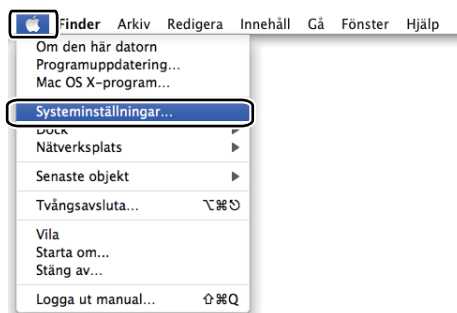 Finder Arkiv Redigera Innehåll Gå Fönster Hjälp
Om den här datorn
Programuppdatering...
Mac OS X-program...
Systeminställningar...
Dock
Nätverksplats
Senaste objekt
Tvångsavsluta... ⌥⌘⎋
Vila
Starta om...
Stäng av...
Logga ut manual... ⇧⌘Q